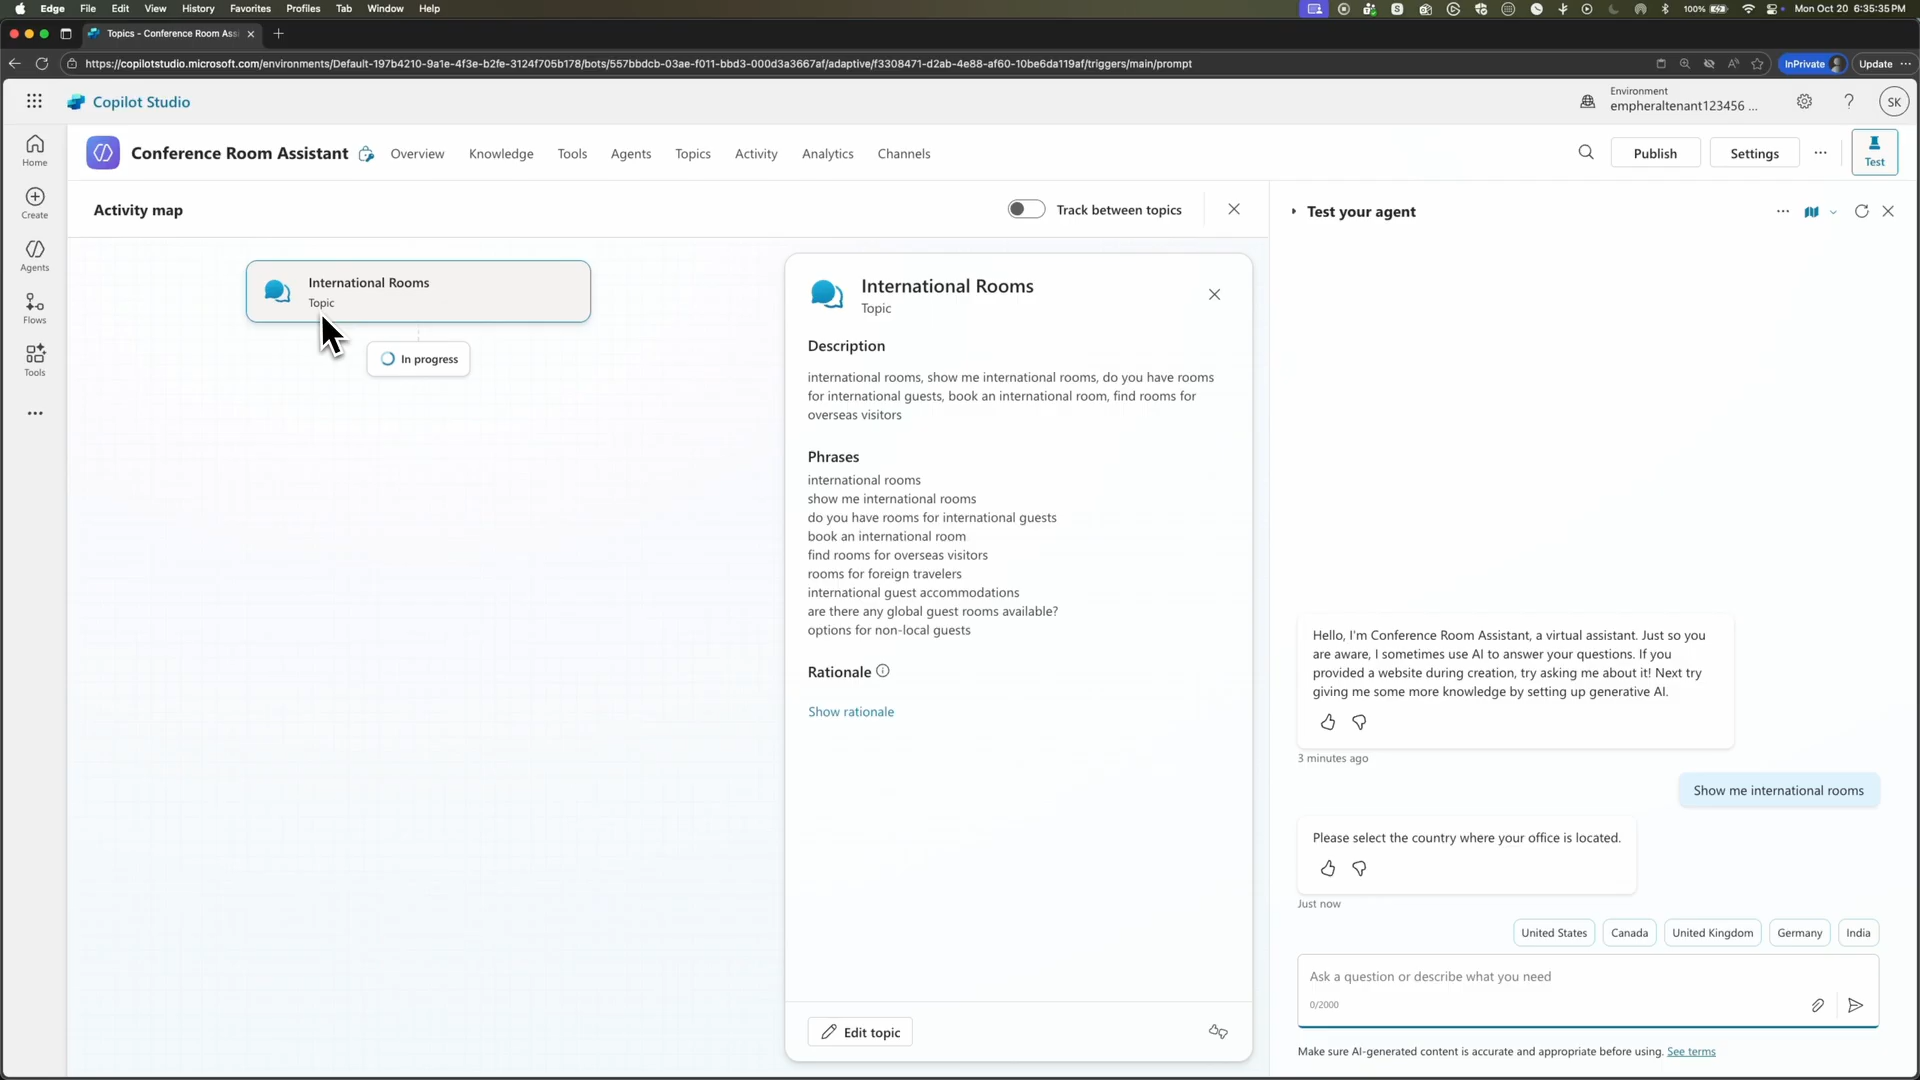 Edge File Edit View History Favorites Profiles Tab Window Help
100% Mon Oct 20 6:35:35 PM
Topics - Conference Room Assi
https://copilotstudio.microsoft.com/environments/Default-197b4210-9a1e-4f3e-b2fe-3124f705b178/bots/557bbdcb-03ae-f011-bbd3-000d3a3667af/adaptive/f3308471-d2ab-4e88-af60-10be6da119af/triggers/main/prompt
InPrivate
Update
Copilot Studio
Environment
empheraltenant123456 ...
SK
Home
Create
Agents
Flows
Tools
Conference Room Assistant
Overview Knowledge Tools Agents Topics Activity Analytics Channels
Publish
Settings
Test
Activity map
Track between topics
International Rooms
Topic
In progress
International Rooms
Topic
Description
international rooms, show me international rooms, do you have rooms
for international guests, book an international room, find rooms for
overseas visitors
Phrases
international rooms
show me international rooms
do you have rooms for international guests
book an international room
find rooms for overseas visitors
rooms for foreign travelers
international guest accommodations
are there any global guest rooms available?
options for non-local guests
Rationale
Show rationale
Edit topic
Test your agent
Hello, I'm Conference Room Assistant, a virtual assistant. Just so you
are aware, I sometimes use AI to answer your questions. If you
provided a website during creation, try asking me about it! Next try
giving me some more knowledge by setting up generative AI.
3 minutes ago
Show me international rooms
Please select the country where your office is located.
Just now
United States Canada United Kingdom Germany India
Ask a question or describe what you need
0/2000
Make sure AI-generated content is accurate and appropriate before using. See terms